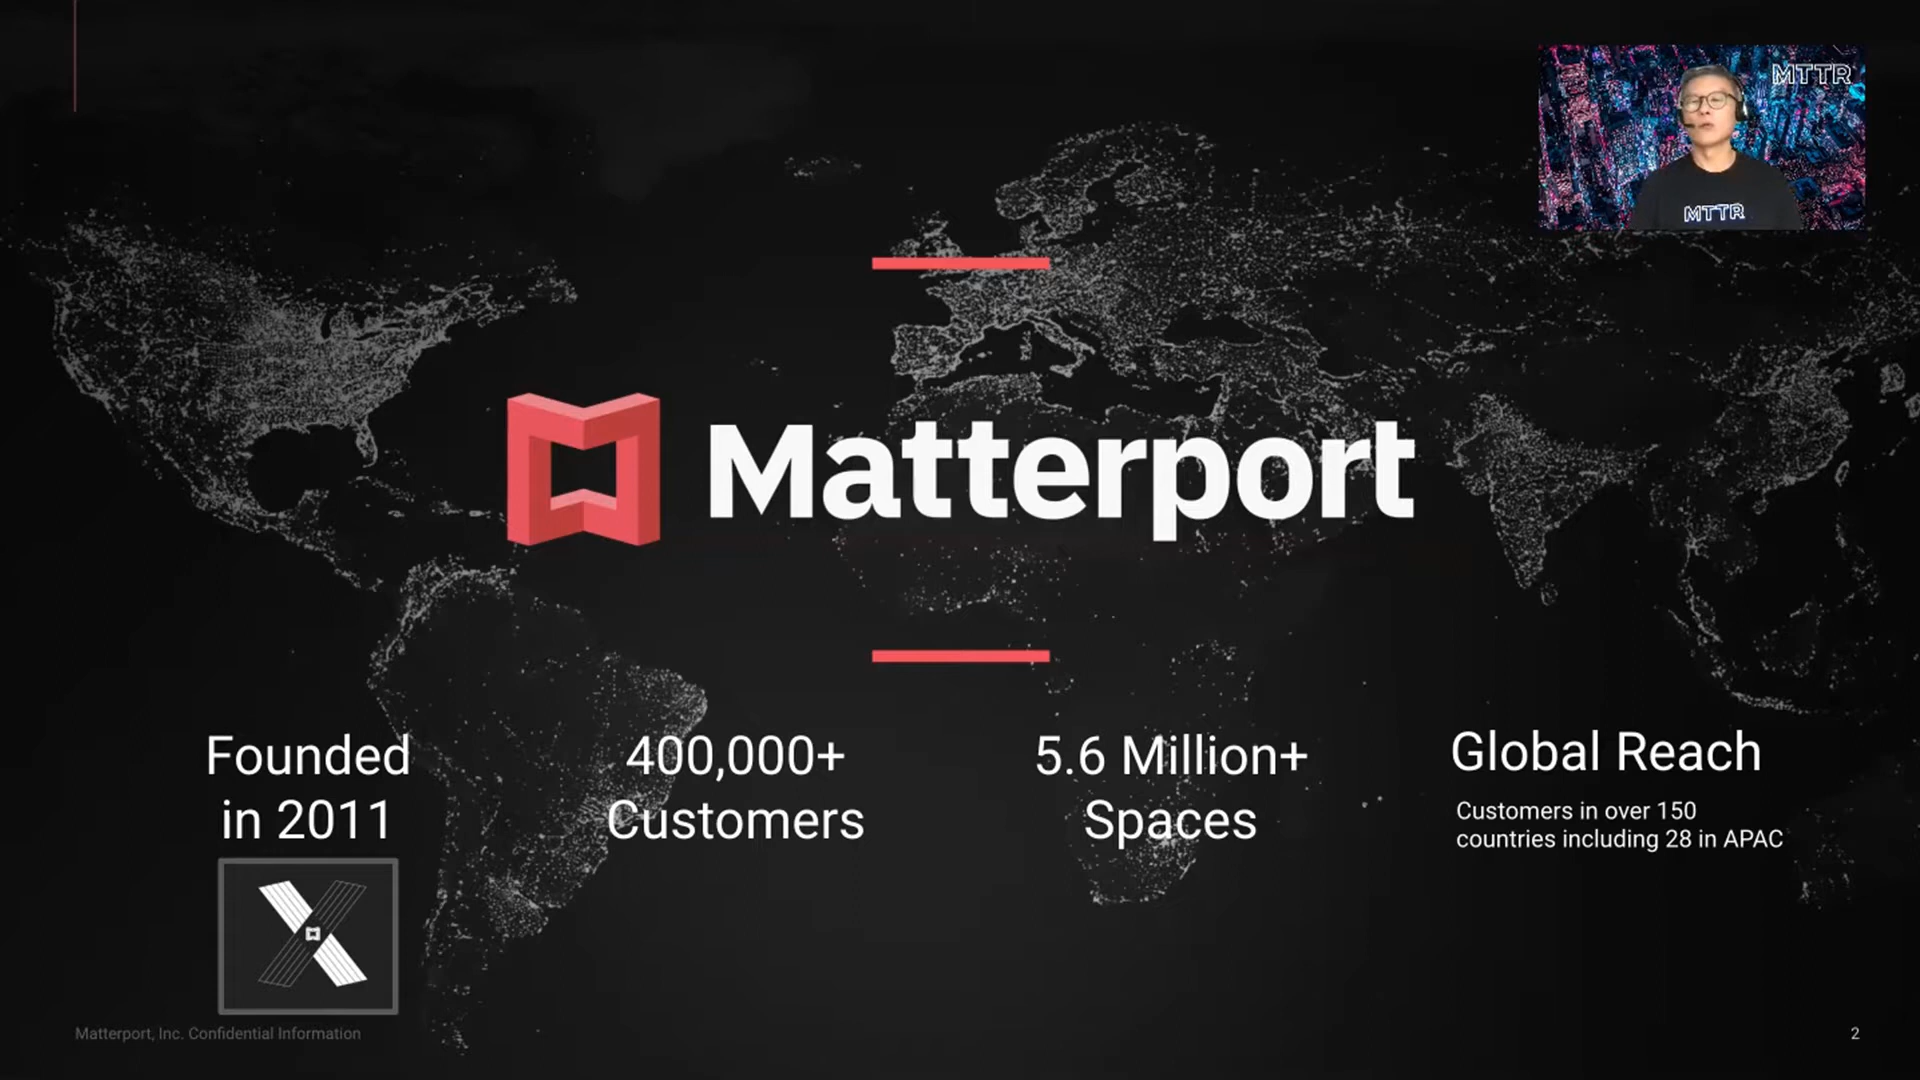 MTTR
MTTR
Matterport
Founded
in 2011
400,000+
Customers
5.6 Million+
Spaces
Global Reach
Customers in over 150
countries including 28 in APAC
X
Matterport, Inc. Confidential Information
2